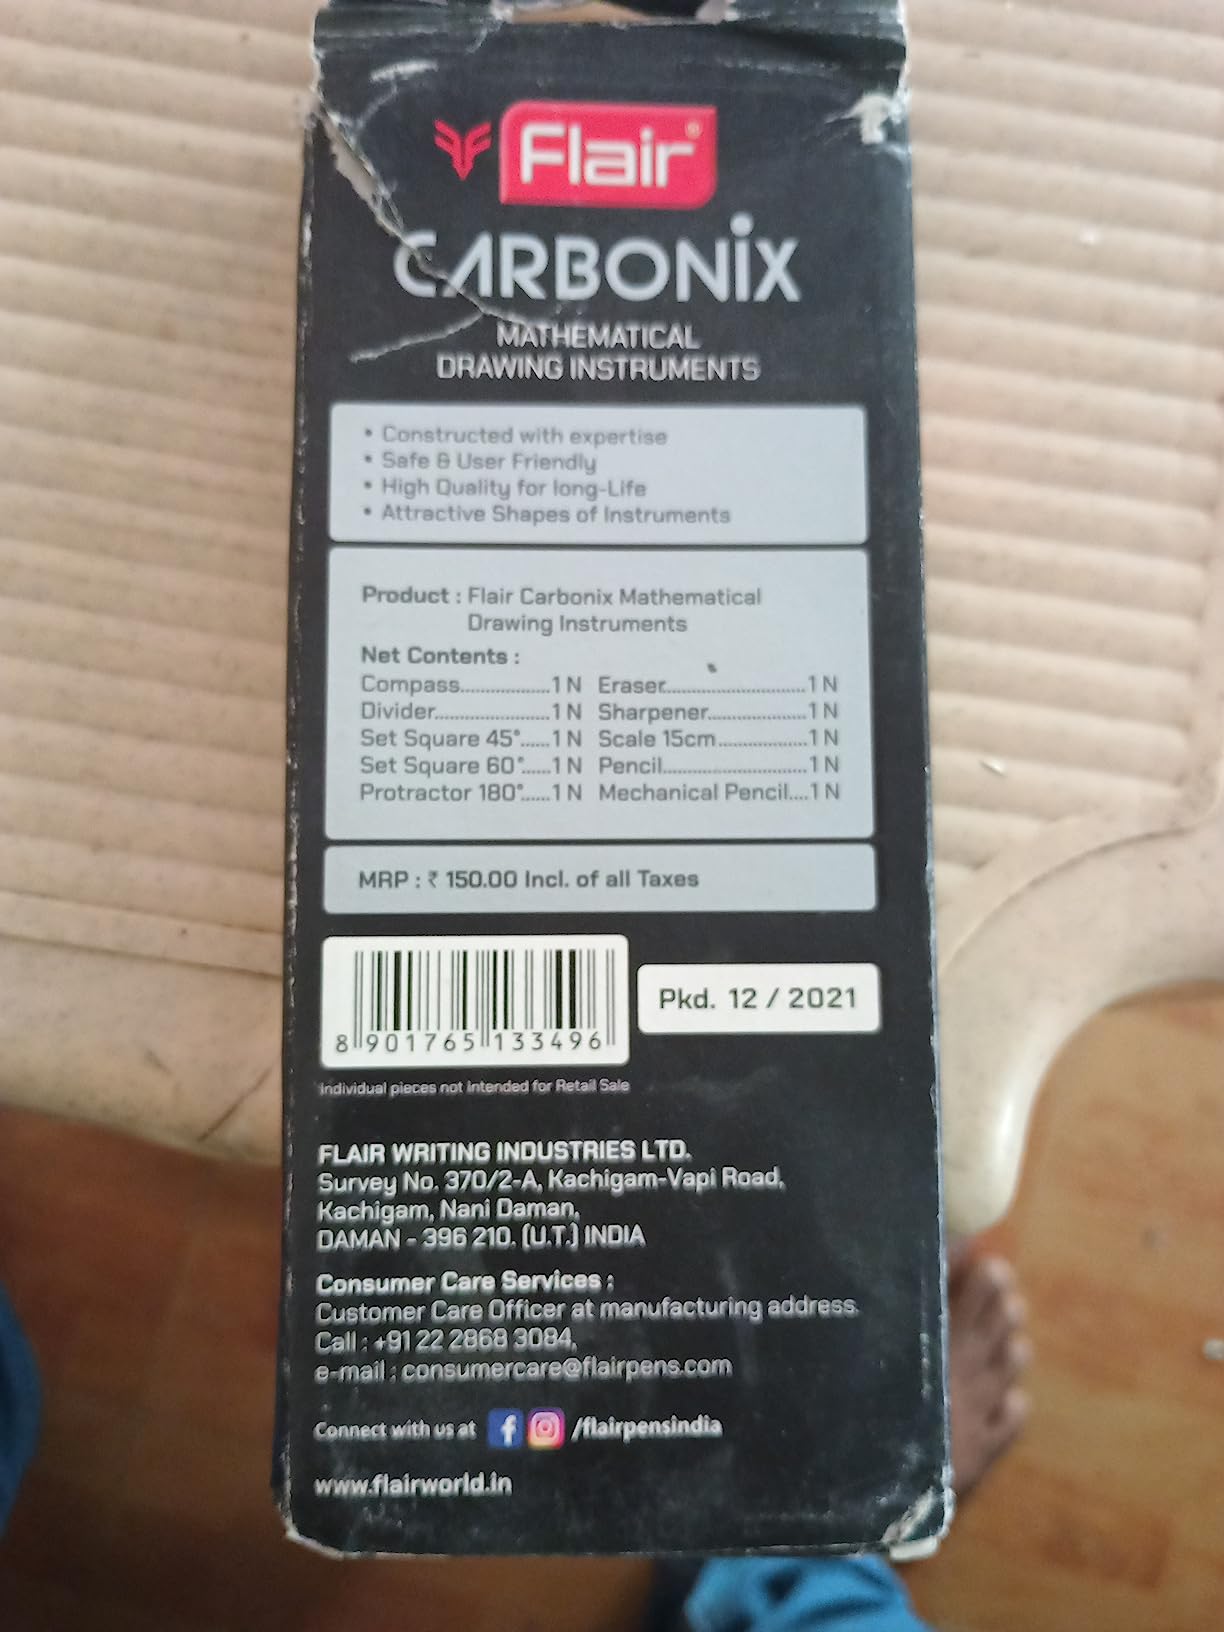 Flair®
CARBONiX
MATHEMATICAL
DRAWING INSTRUMENTS
• Constructed with expertise
• Safe & User Friendly
• High Quality for long-Life
• Attractive Shapes of Instruments
Product : Flair Carbonix Mathematical
Drawing Instruments
Net Contents :
Compass...................1 N Eraser.............................1 N
Divider........................1 N Sharpener....................1 N
Set Square 45°......1 N Scale 15cm...................1 N
Set Square 60°......1 N Pencil.............................1 N
Protractor 180°......1 N Mechanical Pencil....1 N
MRP : ₹ 150.00 Incl. of all Taxes
8 901765 133496
Pkd. 12 / 2021
Individual pieces not Intended for Retail Sale
FLAIR WRITING INDUSTRIES LTD.
Survey No. 370/2-A, Kachigam-Vapi Road,
Kachigam, Nani Daman,
DAMAN - 396 210. (U.T.) INDIA
Consumer Care Services :
Customer Care Officer at manufacturing address.
Call : +91 22 2868 3084,
e-mail : consumercare@flairpens.com
Connect with us at /flairpensindia
www.flairworld.in